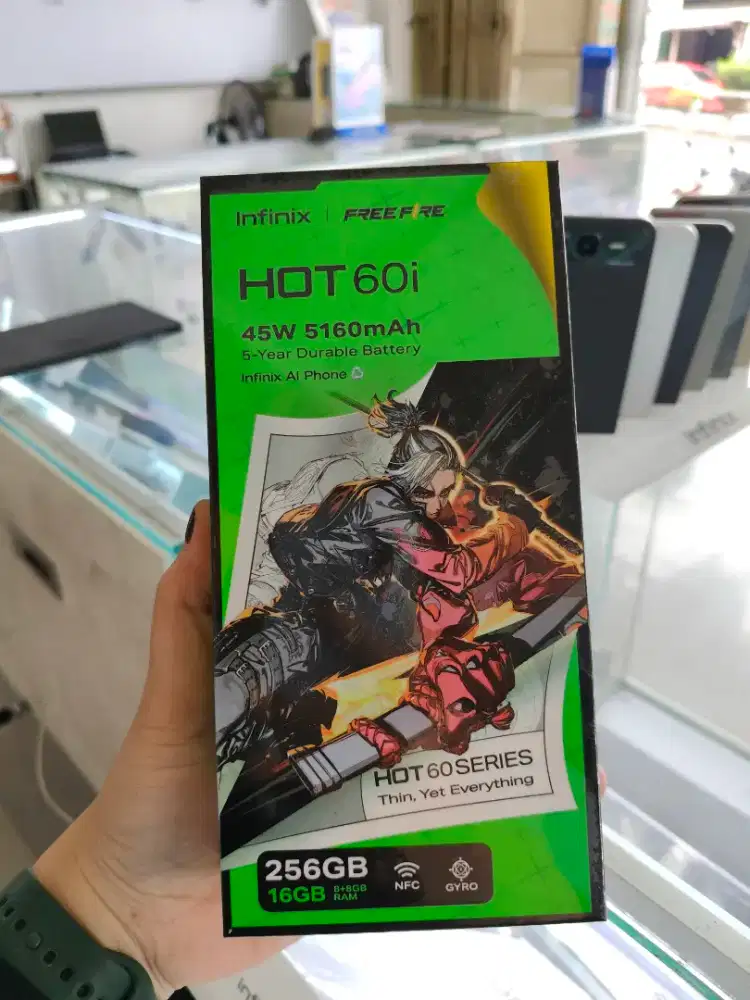 Infinix | FREE FIRE
HOT 60i
45W 5160mAh
5-Year Durable Battery
Infinix AI Phone
HOT 60 SERIES
Thin, Yet Everything
256GB
16GB 8+8GB RAM
NFC
GYRO
Infinix